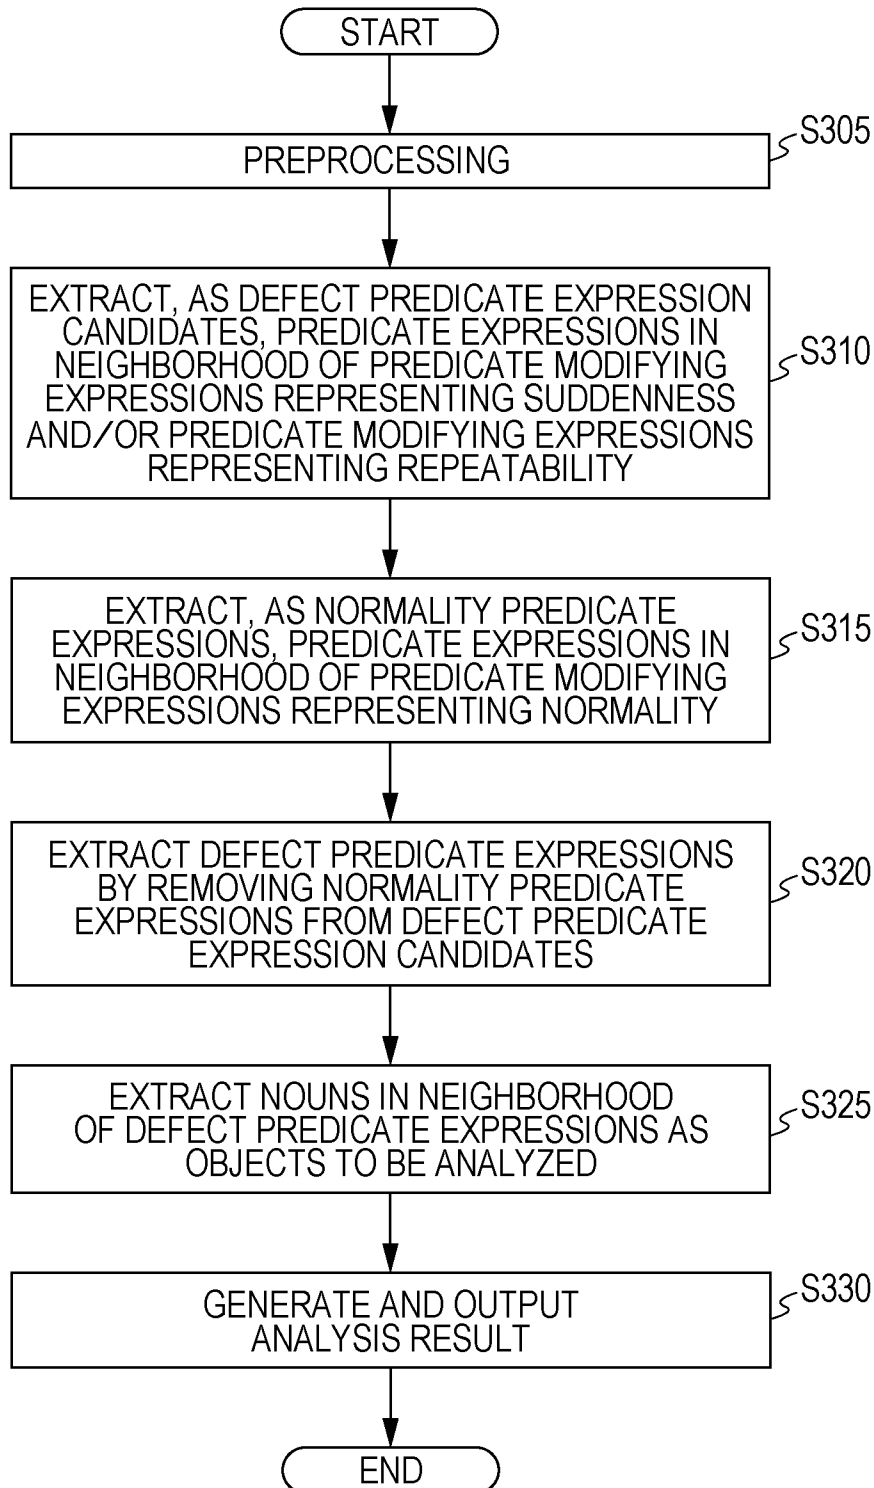 START
PREPROCESSING
S305
EXTRACT, AS DEFECT PREDICATE EXPRESSION
CANDIDATES, PREDICATE EXPRESSIONS IN
NEIGHBORHOOD OF PREDICATE MODIFYING
EXPRESSIONS REPRESENTING SUDDENNESS
AND/OR PREDICATE MODIFYING EXPRESSIONS
REPRESENTING REPEATABILITY
S310
EXTRACT, AS NORMALITY PREDICATE
EXPRESSIONS, PREDICATE EXPRESSIONS IN
NEIGHBORHOOD OF PREDICATE MODIFYING
EXPRESSIONS REPRESENTING NORMALITY
S315
EXTRACT DEFECT PREDICATE EXPRESSIONS
BY REMOVING NORMALITY PREDICATE
EXPRESSIONS FROM DEFECT PREDICATE
EXPRESSION CANDIDATES
S320
EXTRACT NOUNS IN NEIGHBORHOOD
OF DEFECT PREDICATE EXPRESSIONS AS
OBJECTS TO BE ANALYZED
S325
GENERATE AND OUTPUT
ANALYSIS RESULT
S330
END